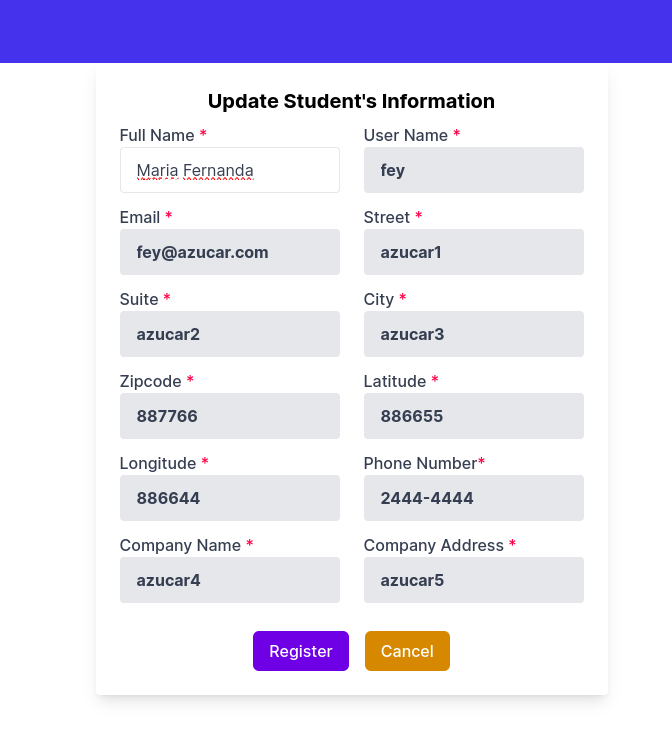 Update Student's Information
Full Name *
User Name *
Maria Fernanda
fey
Email *
Street *
fey@azucar.com
azucar1
Suite *
City *
azucar2
azucar3
Zipcode *
Latitude *
887766
886655
Longitude *
Phone Number*
886644
2444-4444
Company Name *
Company Address *
azucar4
azucar5
Register
Cancel